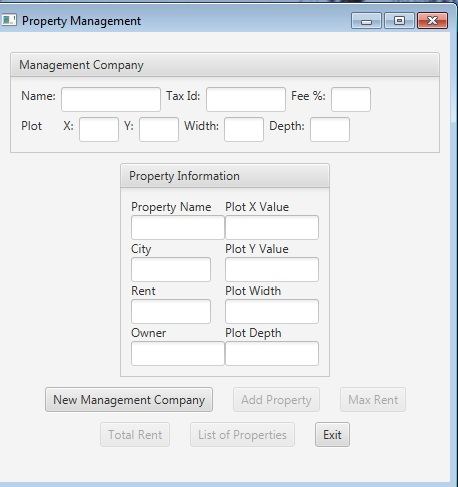 Property Management
Management Company
Name: Tax Id: Fee %:
Plot X: Y: Width: Depth:
Property Information
Property Name Plot X Value
City Plot Y Value
Rent Plot Width
Owner Plot Depth
New Management Company Add Property Max Rent
Total Rent List of Properties Exit